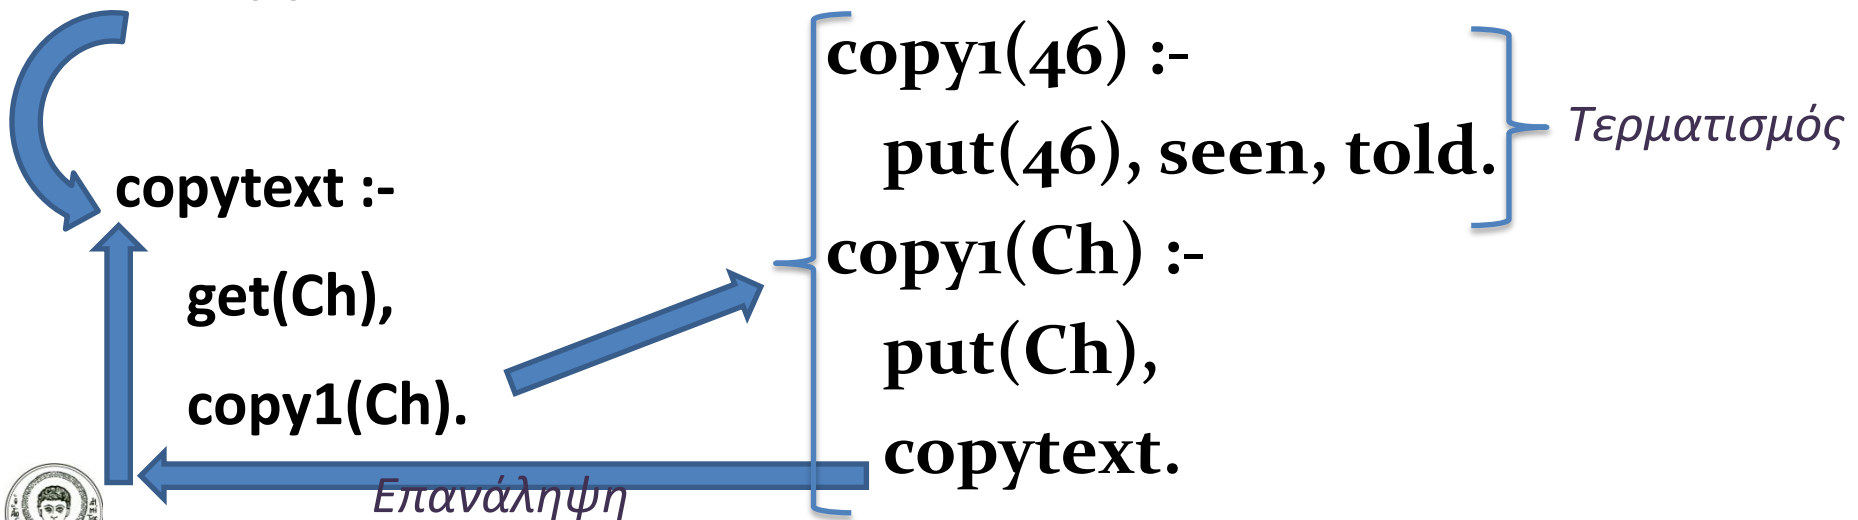 copytext :-
get(Ch),
copy1(Ch).
Επανάληψη
copy1(46) :-
put(46), seen, told.
copy1(Ch) :-
put(Ch),
copytext.
Τερματισμός